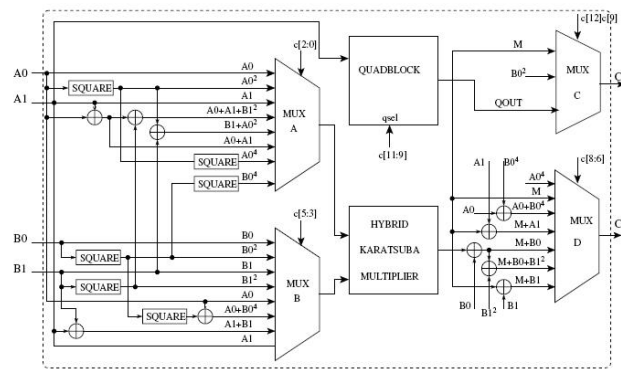 c[12]c[9]
c[2:0]
A0
A0
A0²
SQUARE
A1
A1
A0+A1+B1²
B1+A0²
A0+A1
A0⁴
SQUARE
B0⁴
SQUARE
MUX
A
QUADBLOCK
qsel
c[11:9]
M
B0²
QOUT
MUX
C
C
c[5:3]
B0
B0
B0²
SQUARE
B1
B1
B1²
SQUARE
A0
A0+B0⁴
SQUARE
A1+B1
A1
MUX
B
HYBRID
KARATSUBA
MULTIPLIER
c[8:6]
A1
B0⁴
A0⁴
M
A0
A0+B0⁴
M+A1
M+B0
M+B0+B1²
M+B1
B0
B1²
B1
MUX
D
C